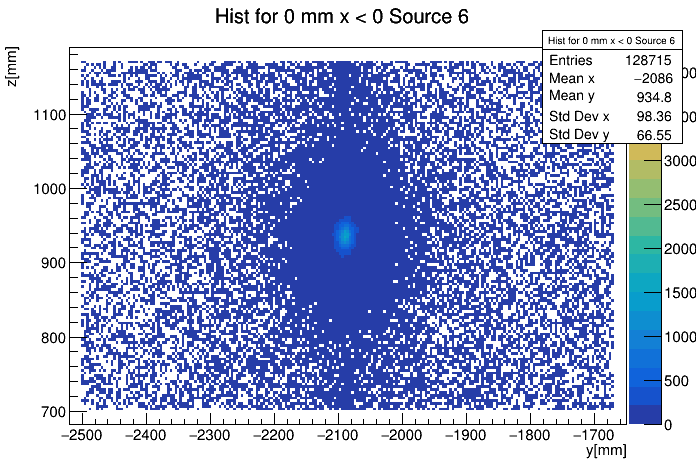 Hist for 0 mm x < 0 Source 6
Hist for 0 mm x < 0 Source 6
Entries 128715
Mean x −2086
Mean y 934.8
Std Dev x 98.36
Std Dev y 66.55
z[mm]
1100
1000
900
800
700
−2500 −2400 −2300 −2200 −2100 −2000 −1900 −1800 −1700
y[mm]
3000
2500
2000
1500
1000
500
0